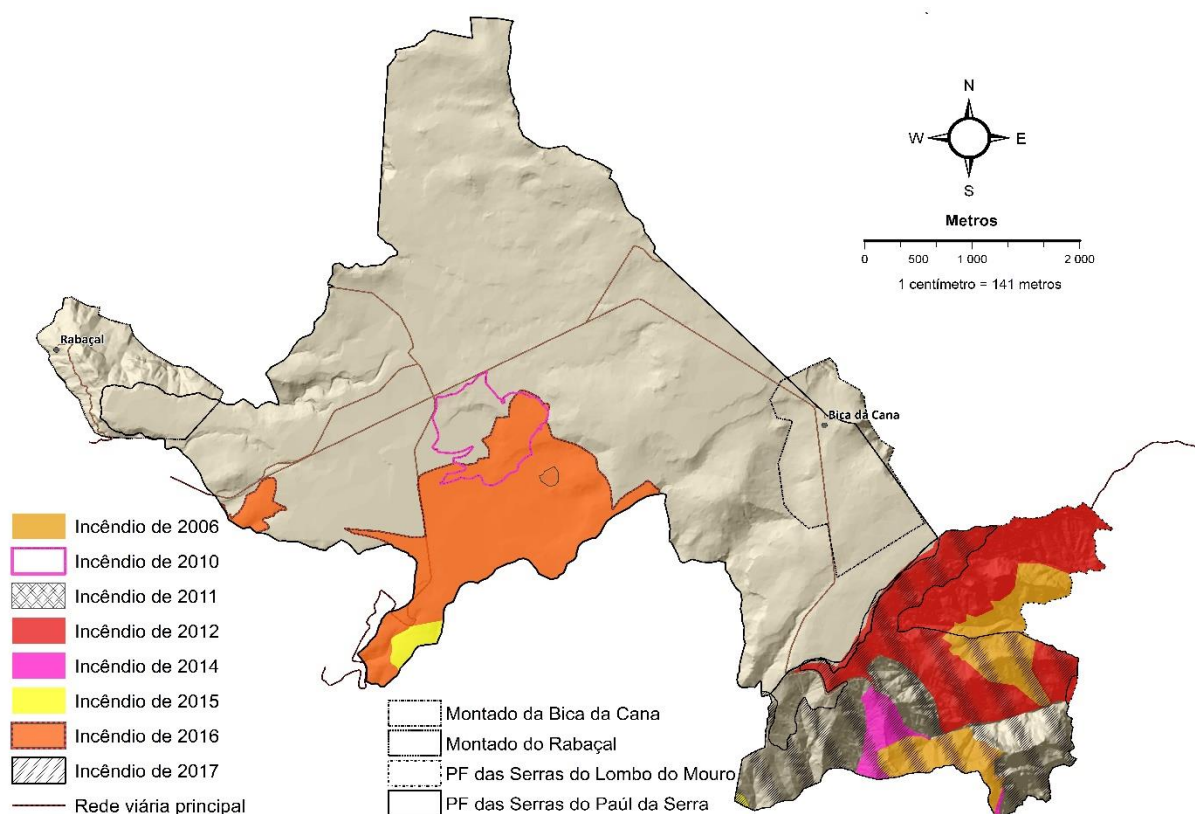 N
W
E
S
Metros
0 500 1 000 2 000
1 centímetro = 141 metros
Rabaçal
Bica da Cana
Incêndio de 2006
Incêndio de 2010
Incêndio de 2011
Incêndio de 2012
Incêndio de 2014
Incêndio de 2015
Incêndio de 2016
Incêndio de 2017
Rede viária principal
Montado da Bica da Cana
Montado do Rabaçal
PF das Serras do Lombo do Mouro
PF das Serras do Paúl da Serra